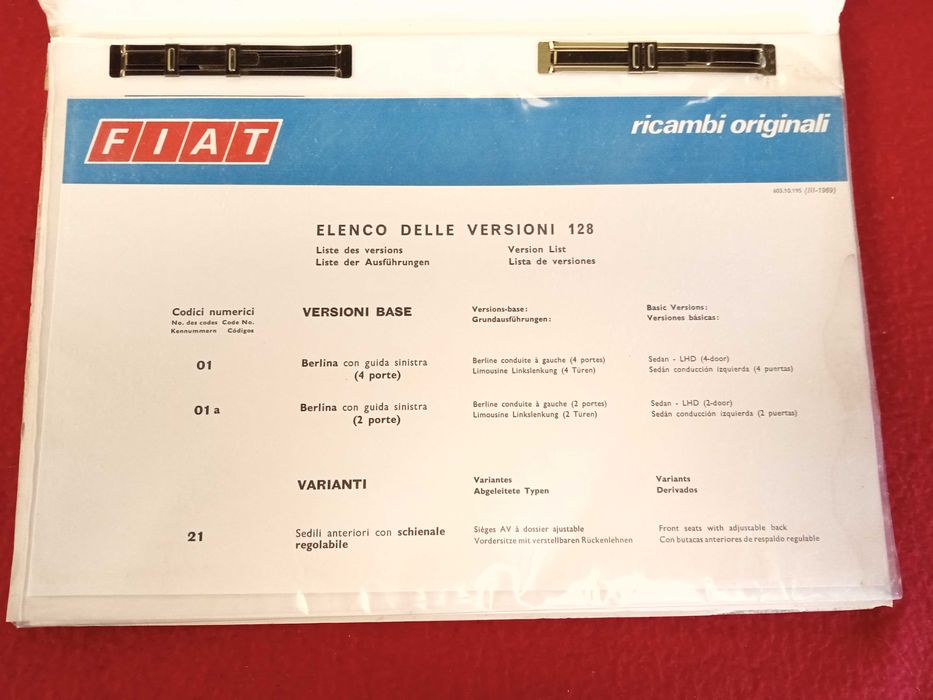 FIAT
ricambi originali
603.10.195 (III-1969)
ELENCO DELLE VERSIONI 128
Liste des versions
Liste der Ausführungen
Version List
Lista de versiones
Codici numerici
No. des codes Code No.
Kennummern Códigos
VERSIONI BASE
Versions-base:
Grundausführungen:
Basic Versions:
Versiones básicas:
01
Berlina con guida sinistra
(4 porte)
Berline conduite à gauche (4 portes)
Limousine Linkslenkung (4 Türen)
Sedan - LHD (4-door)
Sedán conducción izquierda (4 puertas)
01 a
Berlina con guida sinistra
(2 porte)
Berline conduite à gauche (2 portes)
Limousine Linkslenkung (2 Türen)
Sedan - LHD (2-door)
Sedán conducción izquierda (2 puertas)
VARIANTI
Variantes
Abgeleitete Typen
Variants
Derivados
21
Sedili anteriori con schienale
regolabile
Sièges AV à dossier ajustable
Vordersitze mit verstellbaren Rückenlehnen
Front seats with adjustable back
Con butacas anteriores de respaldo regulable